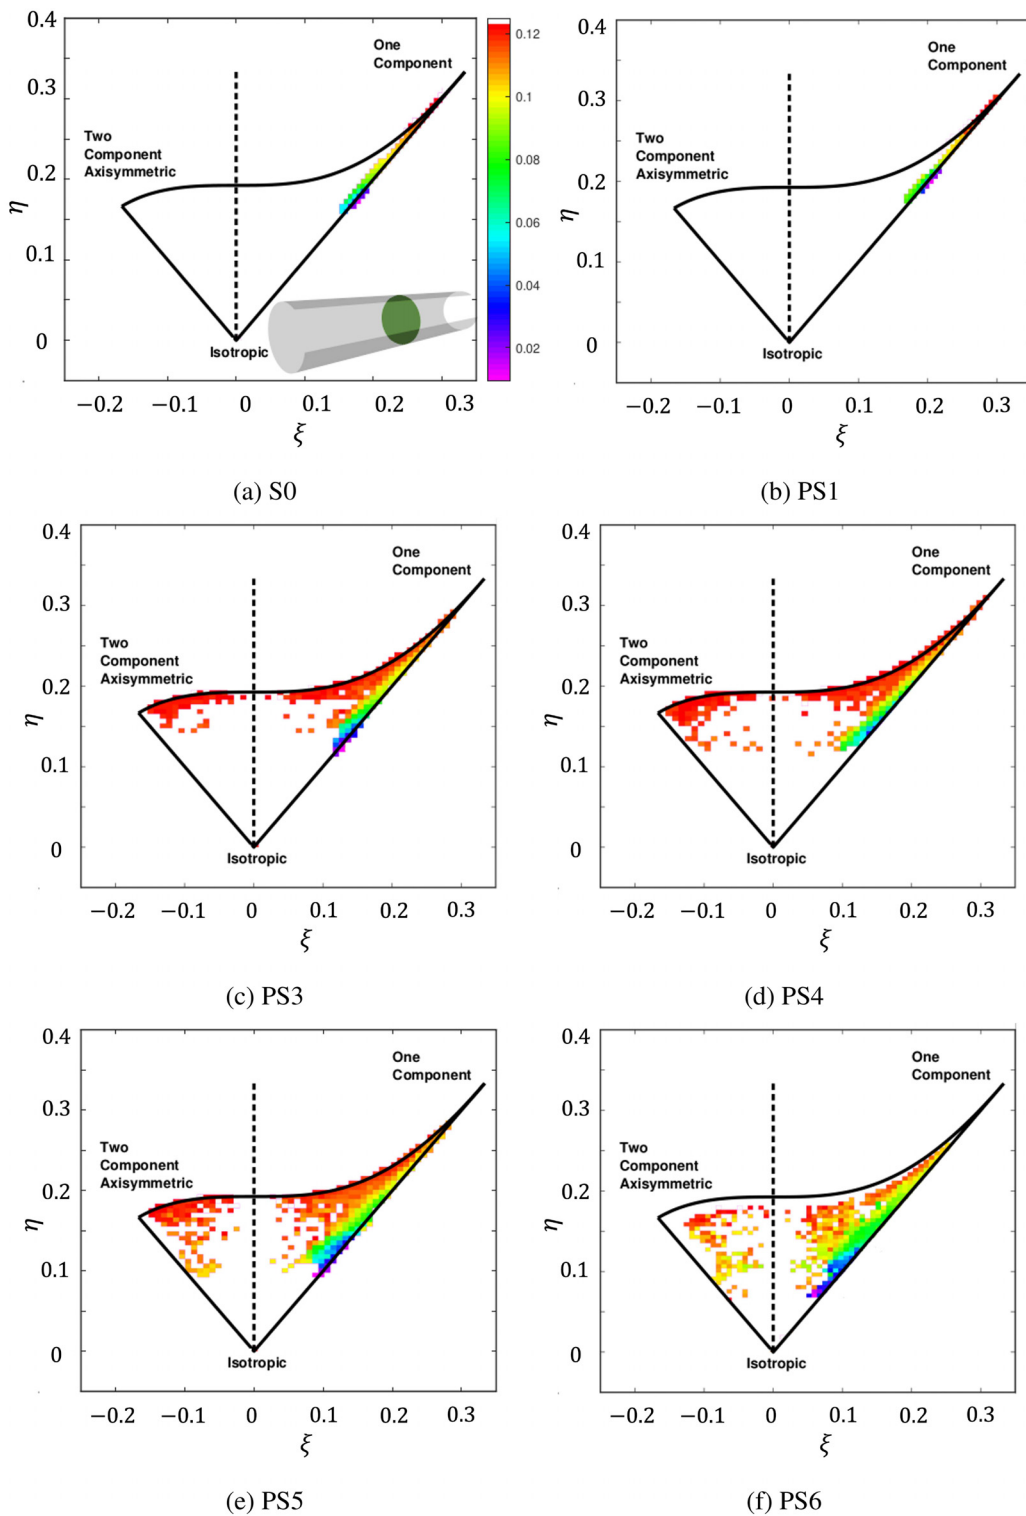 0.4
0.3
0.2
0.1
0
η
One
Component
Two
Component
Axisymmetric
Isotropic
0.12
0.1
0.08
0.06
0.04
0.02
−0.2 −0.1 0 0.1 0.2 0.3
ξ
(a) S0
0.4
0.3
0.2
0.1
0
η
One
Component
Two
Component
Axisymmetric
Isotropic
−0.2 −0.1 0 0.1 0.2 0.3
ξ
(b) PS1
0.4
0.3
0.2
0.1
0
η
One
Component
Two
Component
Axisymmetric
Isotropic
−0.2 −0.1 0 0.1 0.2 0.3
ξ
(c) PS3
0.4
0.3
0.2
0.1
0
η
One
Component
Two
Component
Axisymmetric
Isotropic
−0.2 −0.1 0 0.1 0.2 0.3
ξ
(d) PS4
0.4
0.3
0.2
0.1
0
η
One
Component
Two
Component
Axisymmetric
Isotropic
−0.2 −0.1 0 0.1 0.2 0.3
ξ
(e) PS5
0.4
0.3
0.2
0.1
0
η
One
Component
Two
Component
Axisymmetric
Isotropic
−0.2 −0.1 0 0.1 0.2 0.3
ξ
(f) PS6